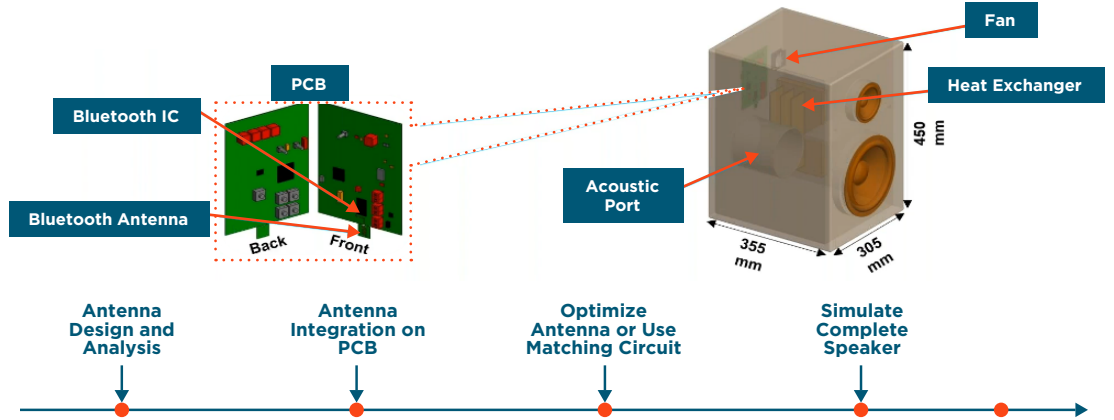 Fan
PCB
Heat Exchanger
Bluetooth IC
450
mm
Acoustic
Port
Bluetooth Antenna
Back
Front
355
mm
305
mm
Antenna
Design and
Analysis
Antenna
Integration on
PCB
Optimize
Antenna or Use
Matching Circuit
Simulate
Complete
Speaker